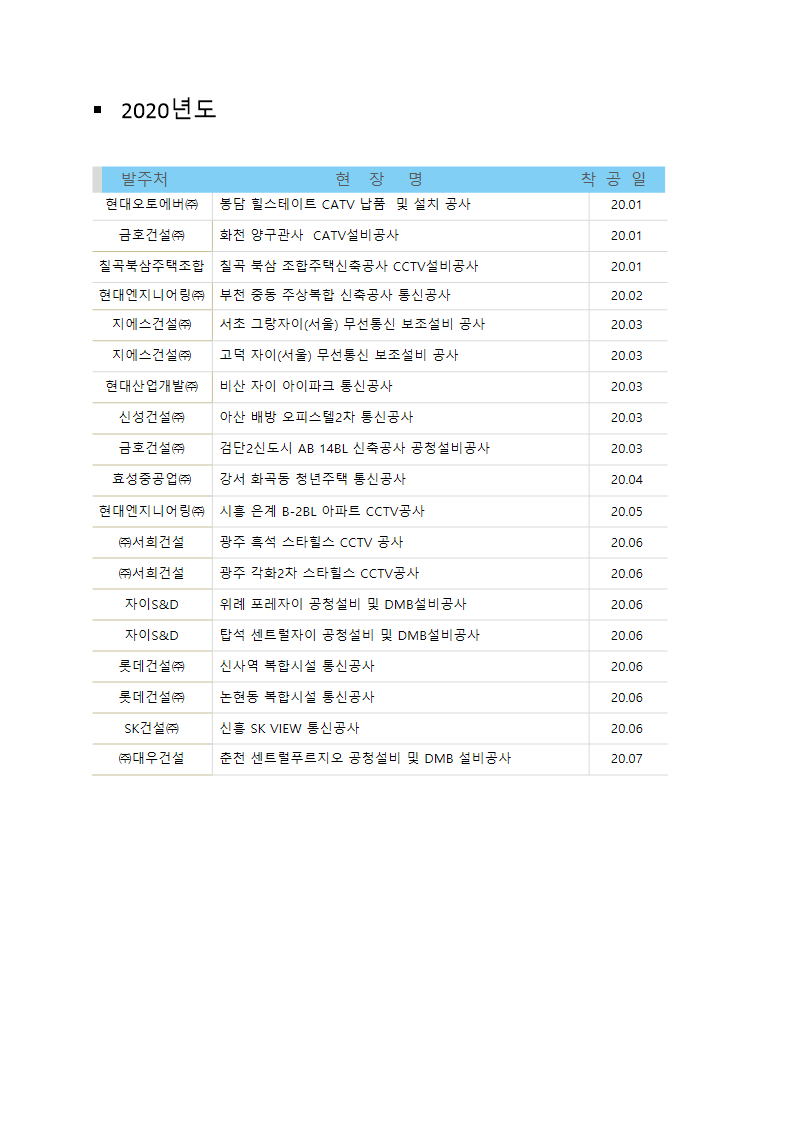 ▪ 2020년도
발주처 현 장 명 착 공 일
현대오토에버㈜ 봉담 힐스테이트 CATV 납품 및 설치 공사 20.01
금호건설㈜ 화천 양구관사 CATV설비공사 20.01
칠곡북삼주택조합 칠곡 북삼 조합주택신축공사 CCTV설비공사 20.01
현대엔지니어링㈜ 부천 중동 주상복합 신축공사 통신공사 20.02
지에스건설㈜ 서초 그랑자이(서울) 무선통신 보조설비 공사 20.03
지에스건설㈜ 고덕 자이(서울) 무선통신 보조설비 공사 20.03
현대산업개발㈜ 비산 자이 아이파크 통신공사 20.03
신성건설㈜ 아산 배방 오피스텔2차 통신공사 20.03
금호건설㈜ 검단2신도시 AB 14BL 신축공사 공청설비공사 20.03
효성중공업㈜ 강서 화곡동 청년주택 통신공사 20.04
현대엔지니어링㈜ 시흥 은계 B-2BL 아파트 CCTV공사 20.05
㈜서희건설 광주 흑석 스타힐스 CCTV 공사 20.06
㈜서희건설 광주 각화2차 스타힐스 CCTV공사 20.06
자이S&D 위례 포레자이 공청설비 및 DMB설비공사 20.06
자이S&D 탑석 센트럴자이 공청설비 및 DMB설비공사 20.06
롯데건설㈜ 신사역 복합시설 통신공사 20.06
롯데건설㈜ 논현동 복합시설 통신공사 20.06
SK건설㈜ 신흥 SK VIEW 통신공사 20.06
㈜대우건설 춘천 센트럴푸르지오 공청설비 및 DMB 설비공사 20.07